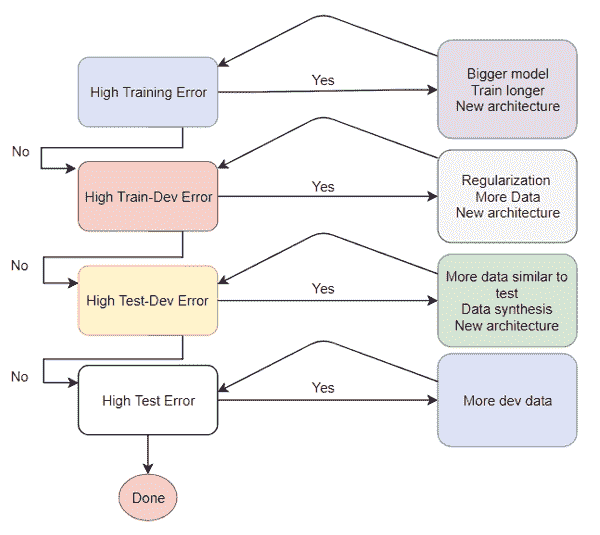 High Training Error
Yes
Bigger model
Train longer
New architecture
No
High Train-Dev Error
Yes
Regularization
More Data
New architecture
No
High Test-Dev Error
Yes
More data similar to
test
Data synthesis
New architecture
No
High Test Error
Yes
More dev data
Done